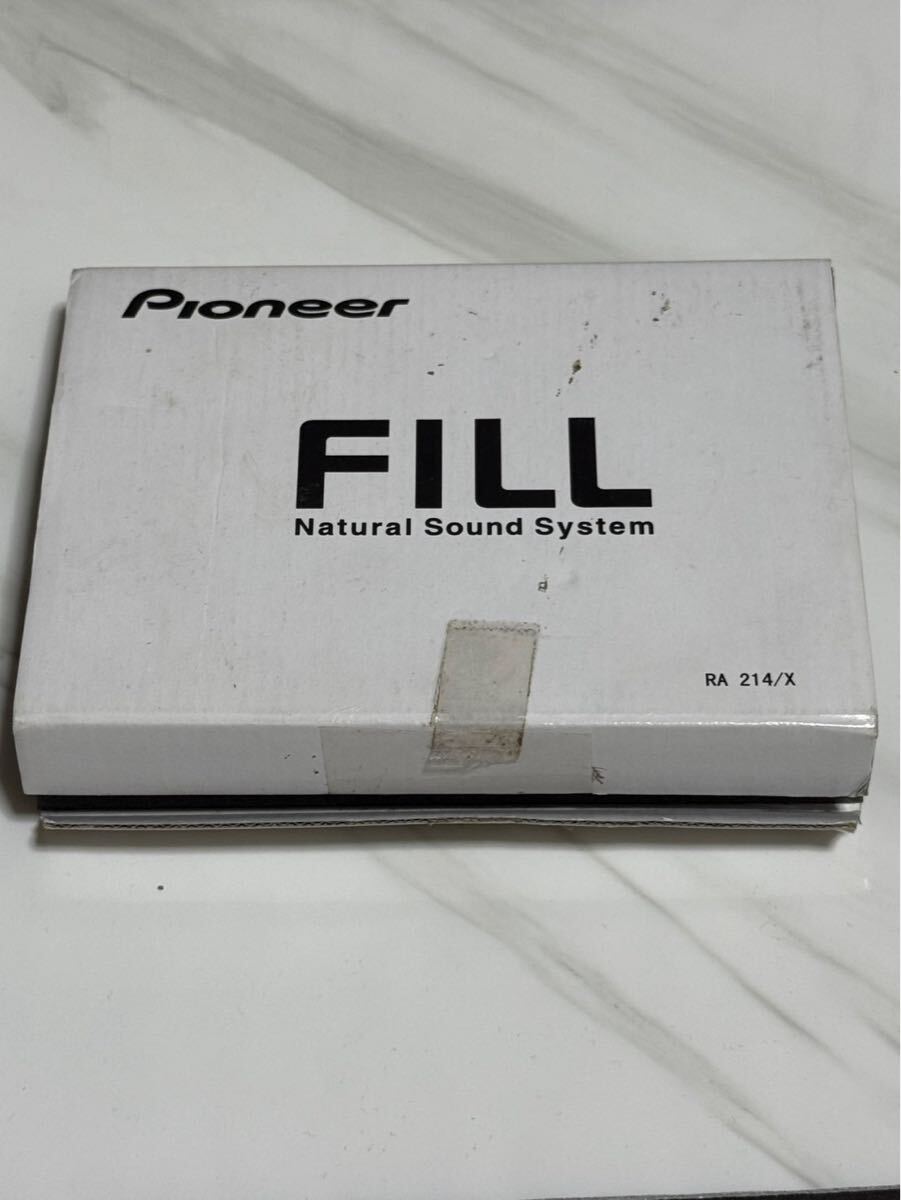 Pioneer
FILL
Natural Sound System
RA 214/X